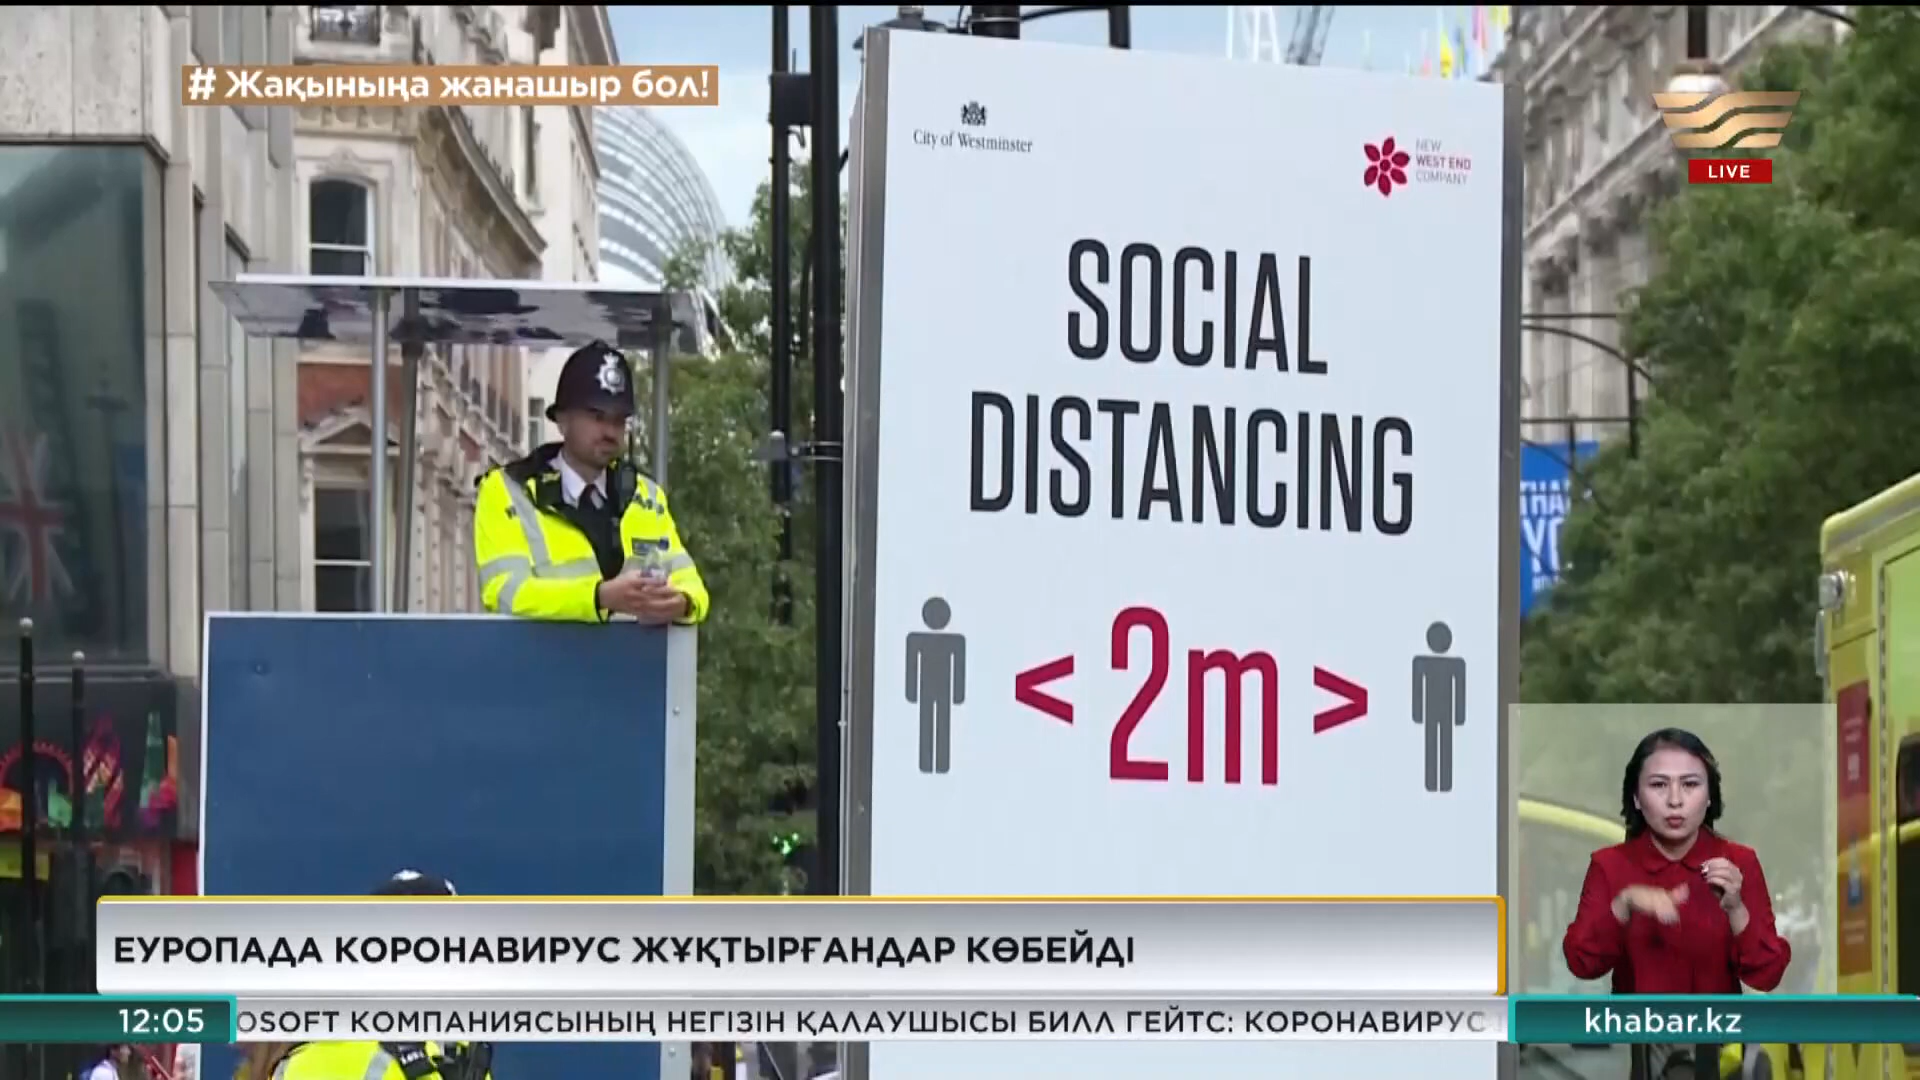 # Жақыныңа жанашыр бол!
City of Westminster
NEW
WEST END
COMPANY
LIVE
SOCIAL
DISTANCING
< 2m >
ЕУРОПАДА КОРОНАВИРУС ЖҰҚТЫРҒАНДАР КӨБЕЙДІ
12:05
OSOFT КОМПАНИЯСЫНЫҢ НЕГІЗІН ҚАЛАУШЫСЫ БИЛЛ ГЕЙТС: КОРОНАВИРУС
khabar.kz